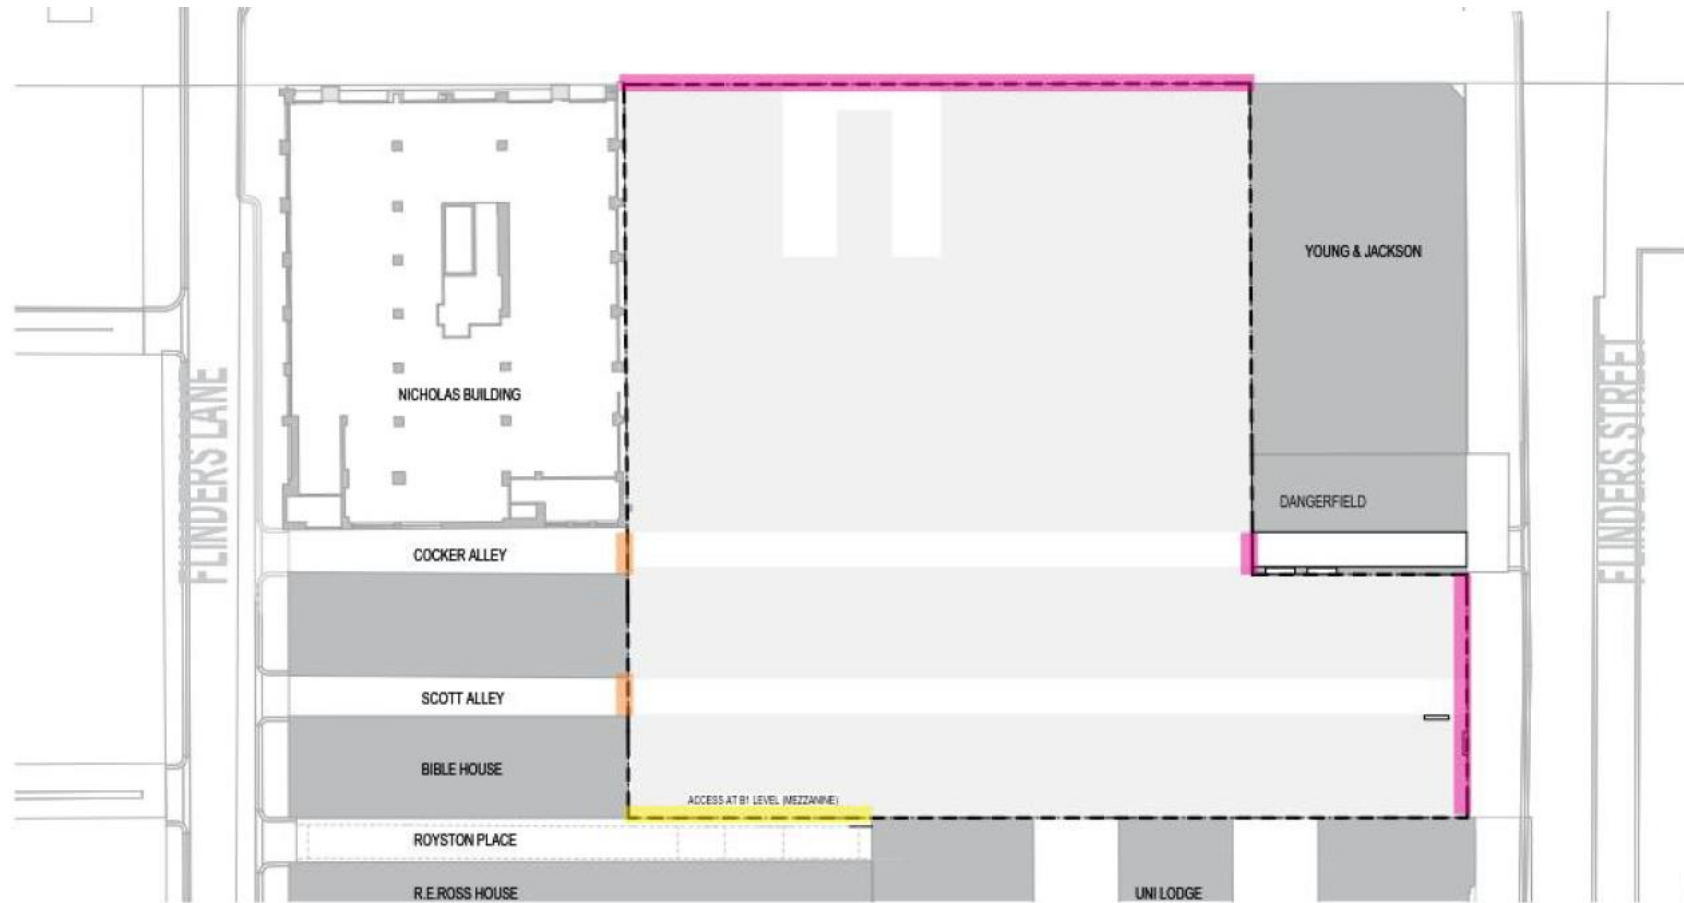 YOUNG & JACKSON
NICHOLAS BUILDING
FLINDERS LANE
FLINDERS STREET
DANGERFIELD
COCKER ALLEY
SCOTT ALLEY
BIBLE HOUSE
ACCESS AT B1 LEVEL (MEZZANINE)
ROYSTON PLACE
R.E.ROSS HOUSE
UNI LODGE